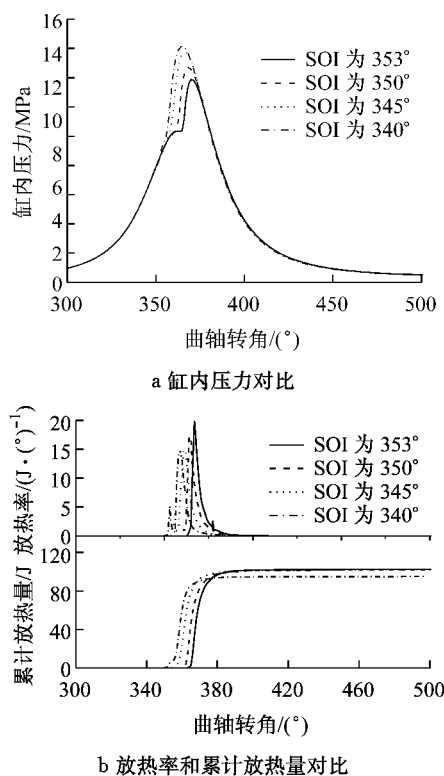 16
14
12
10
8
6
4
2
0
缸内压力/MPa
SOI 为 353°
SOI 为 350°
SOI 为 345°
SOI 为 340°
300 350 400 450 500
曲轴转角/(°)
a 缸内压力对比
20
15
10
5
放热率/(J·(°)⁻¹)
SOI 为 353°
SOI 为 350°
SOI 为 345°
SOI 为 340°
120
80
40
0
累计放热量/J
300 340 380 420 460 500
曲轴转角/(°)
b 放热率和累计放热量对比